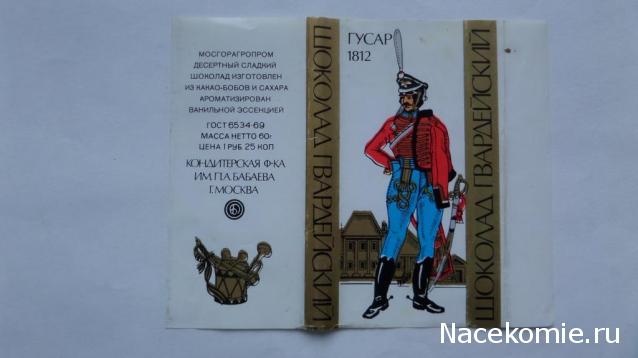 МОСГОРАГРОПРОМ
ДЕСЕРТНЫЙ СЛАДКИЙ
ШОКОЛАД ИЗГОТОВЛЕН
ИЗ КАКАО-БОБОВ И САХАРА
АРОМАТИЗИРОВАН
ВАНИЛЬНОЙ ЭССЕНЦИЕЙ
ГОСТ 6534-69
МАССА НЕТТО 60г
ЦЕНА 1 РУБ 25 КОП
КОНДИТЕРСКАЯ Ф-КА
ИМ. П.А. БАБАЕВА
Г. МОСКВА
ШОКОЛАД ГВАРДЕЙСКИЙ
ГУСАР
1812
ШОКОЛАД ГВАРДЕЙСКИЙ
Nacekomie.ru